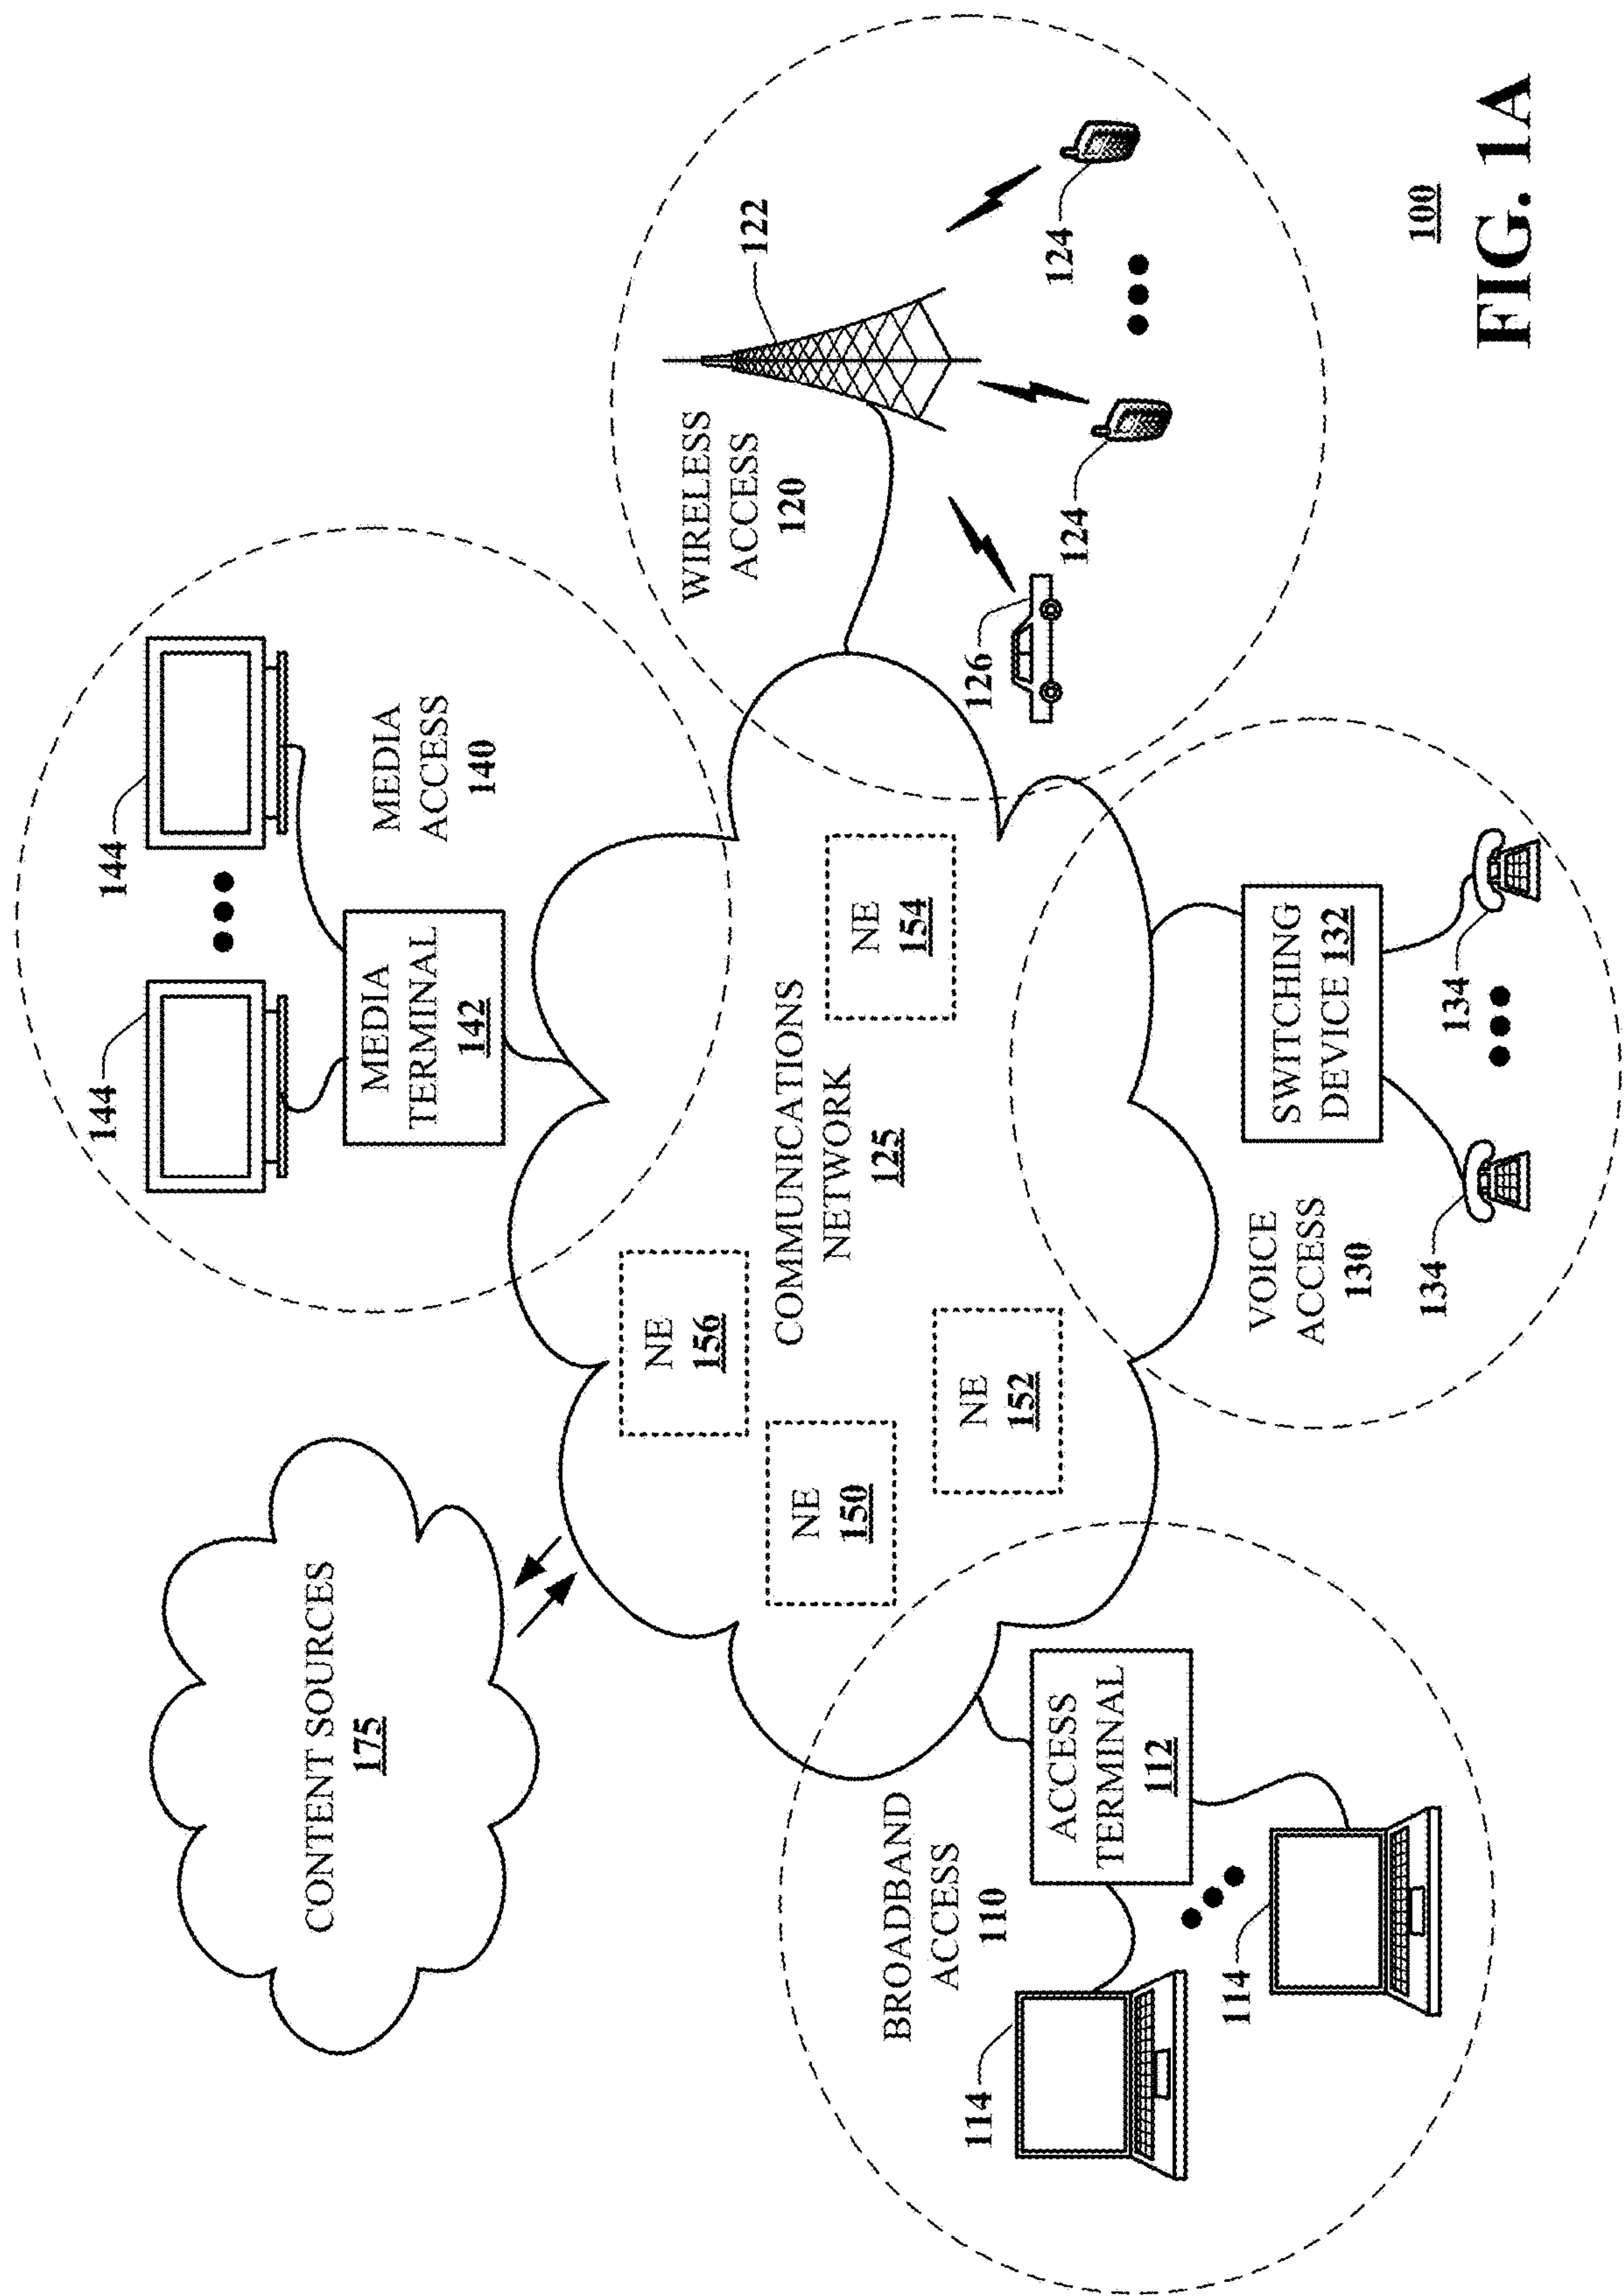 CONTENT SOURCES
175
144
144
MEDIA
TERMINAL
142
MEDIA
ACCESS
140
NE
156
NE
150
NE
152
COMMUNICATIONS
NETWORK
125
NE
154
WIRELESS
ACCESS
120
122
126
124
124
BROADBAND
ACCESS
110
ACCESS
TERMINAL
112
114
114
VOICE
ACCESS
130
SWITCHING
DEVICE 132
134
134
100
FIG. 1A